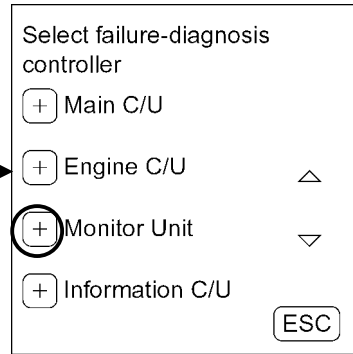 Select failure-diagnosis
controller
+ Main C/U
+ Engine C/U
+ Monitor Unit
+ Information C/U
ESC